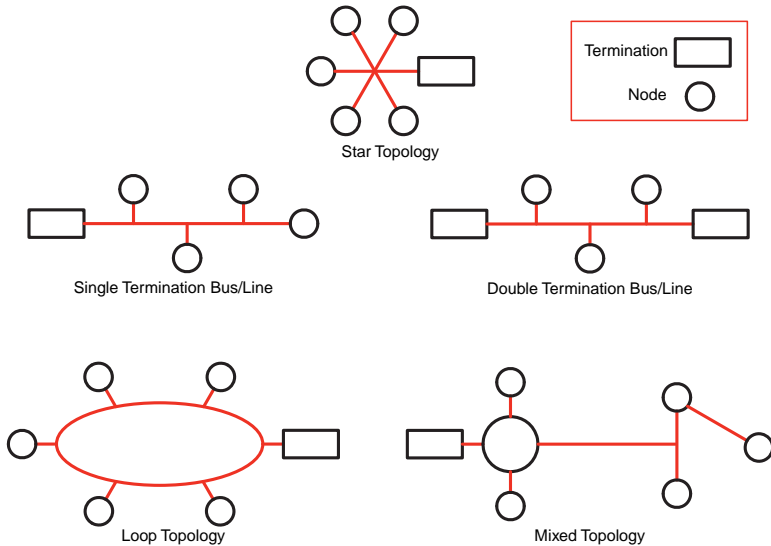 Termination
Node
Star Topology
Single Termination Bus/Line
Double Termination Bus/Line
Loop Topology
Mixed Topology